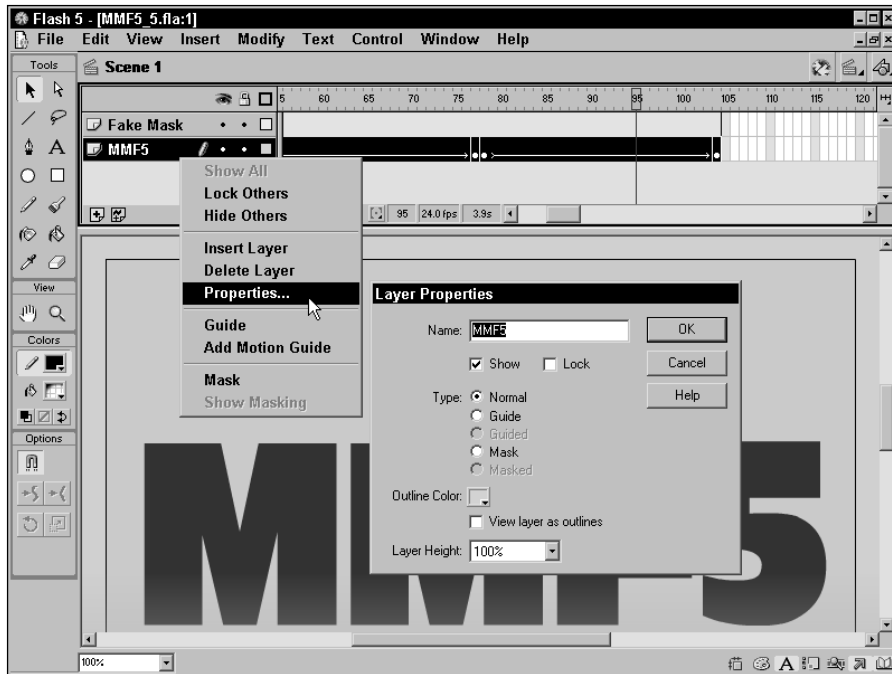 Flash 5 - [MMF5_5.fla:1]
File Edit View Insert Modify Text Control Window Help
Tools
Scene 1
5 60 65 70 75 80 85 90 95 100 105 110 115 120
Fake Mask
MMF5
95 24.0 fps 3.9s
Show All
Lock Others
Hide Others
Insert Layer
Delete Layer
Properties...
Guide
Add Motion Guide
Mask
Show Masking
View
Colors
Options
Layer Properties
Name: MMF5
OK
Show Lock
Cancel
Type: Normal
Help
Guide
Guided
Mask
Masked
Outline Color:
View layer as outlines
Layer Height: 100%
MMF5
100%